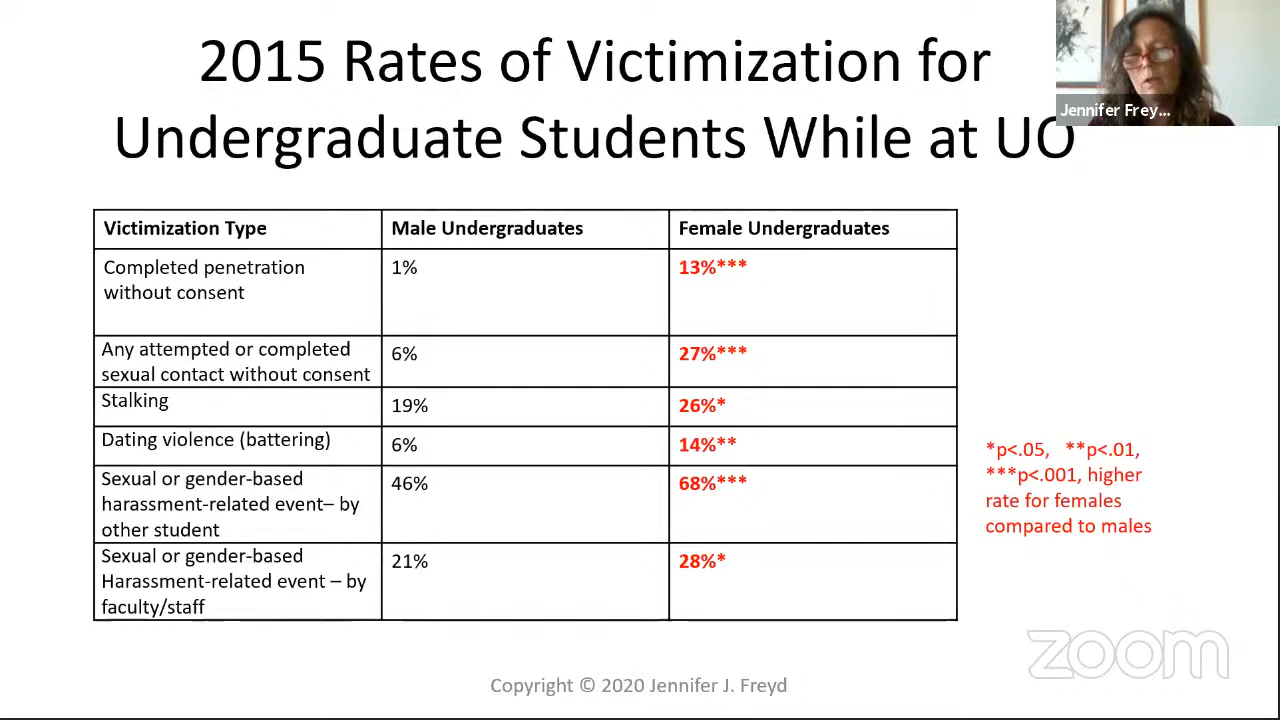 2015 Rates of Victimization for
Undergraduate Students While at UO
Jennifer Frey...
Victimization Type
Male Undergraduates
Female Undergraduates
Completed penetration
without consent
1%
13%***
Any attempted or completed
sexual contact without consent
6%
27%***
Stalking
19%
26%*
Dating violence (battering)
6%
14%**
Sexual or gender-based
harassment-related event– by
other student
46%
68%***
Sexual or gender-based
Harassment-related event – by
faculty/staff
21%
28%*
*p<.05, **p<.01,
***p<.001, higher
rate for females
compared to males
zoom
Copyright © 2020 Jennifer J. Freyd